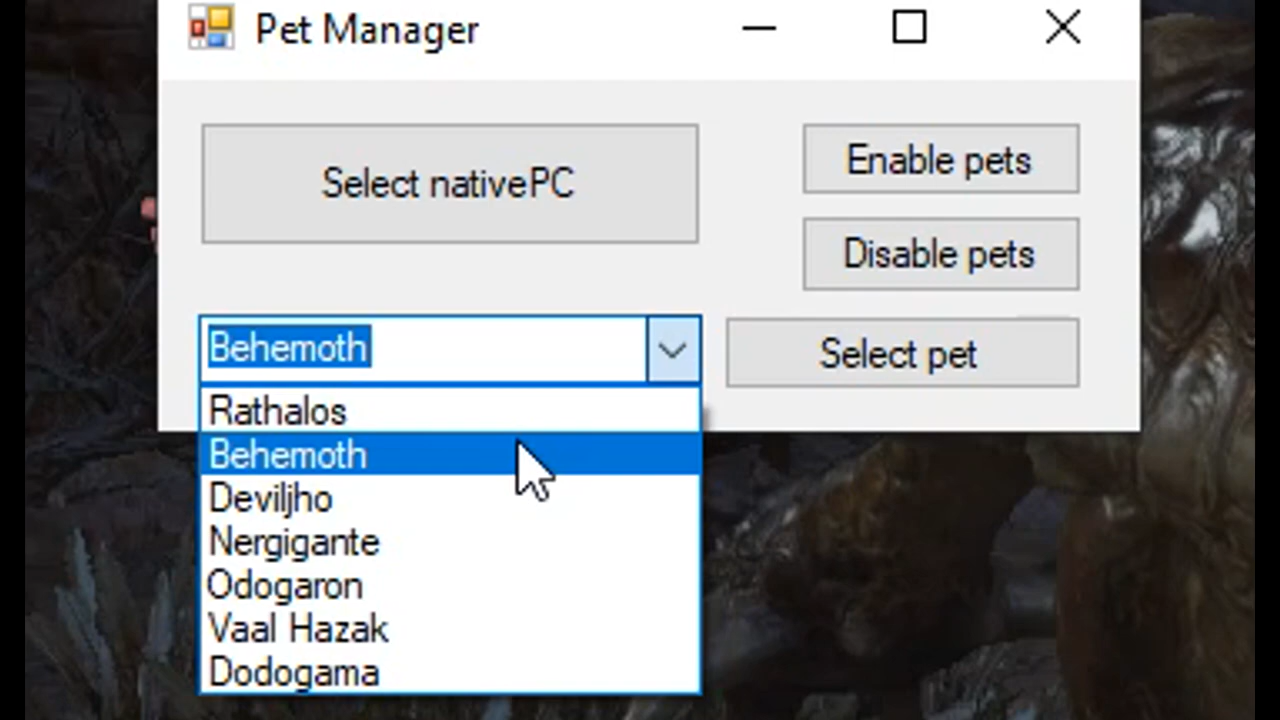 Pet Manager
Select nativePC
Enable pets
Disable pets
Behemoth
Select pet
Rathalos
Behemoth
Deviljho
Nergigante
Odogaron
Vaal Hazak
Dodogama